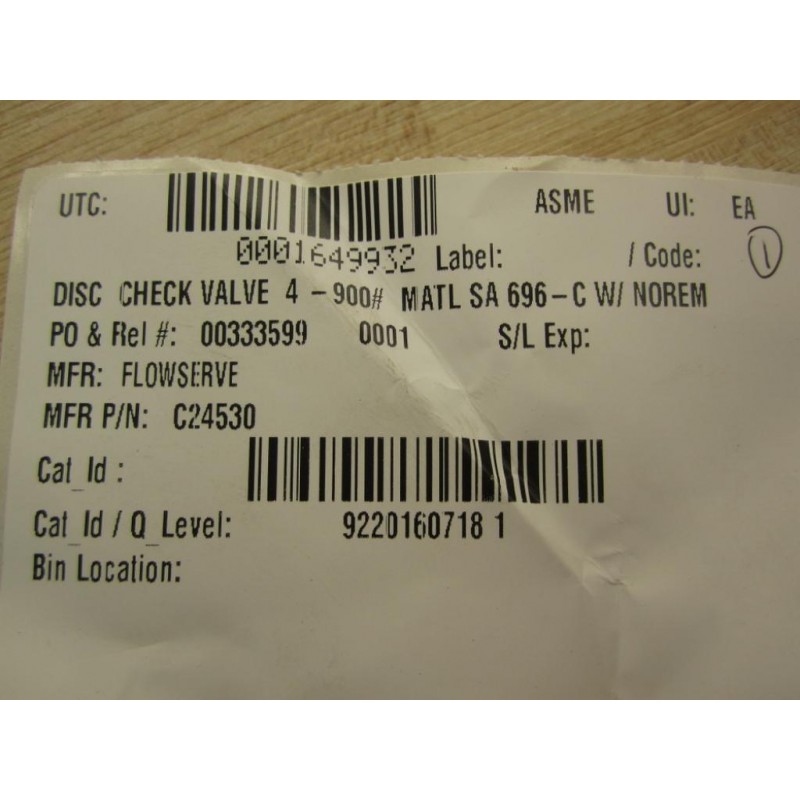 UTC: ASME UI: EA
0001649932 Label: / Code: 1
DISC CHECK VALVE 4 -900# MATL SA 696-C W/ NOREM
PO & Rel #: 00333599 0001 S/L Exp:
MFR: FLOWSERVE
MFR P/N: C24530
Cat_Id :
Cat_Id / Q_Level: 9220160718 1
Bin Location: